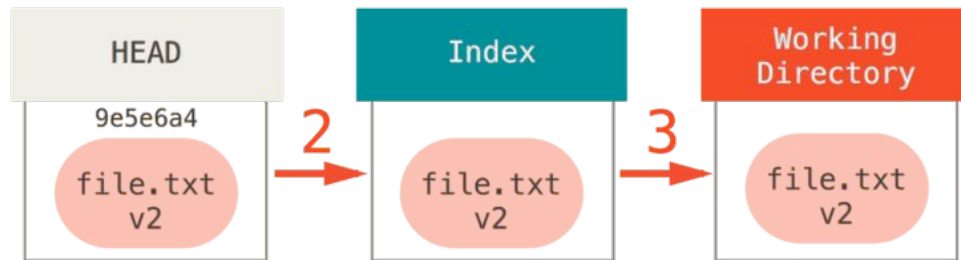 HEAD
9e5e6a4
file.txt
v2
2
Index
file.txt
v2
3
Working
Directory
file.txt
v2